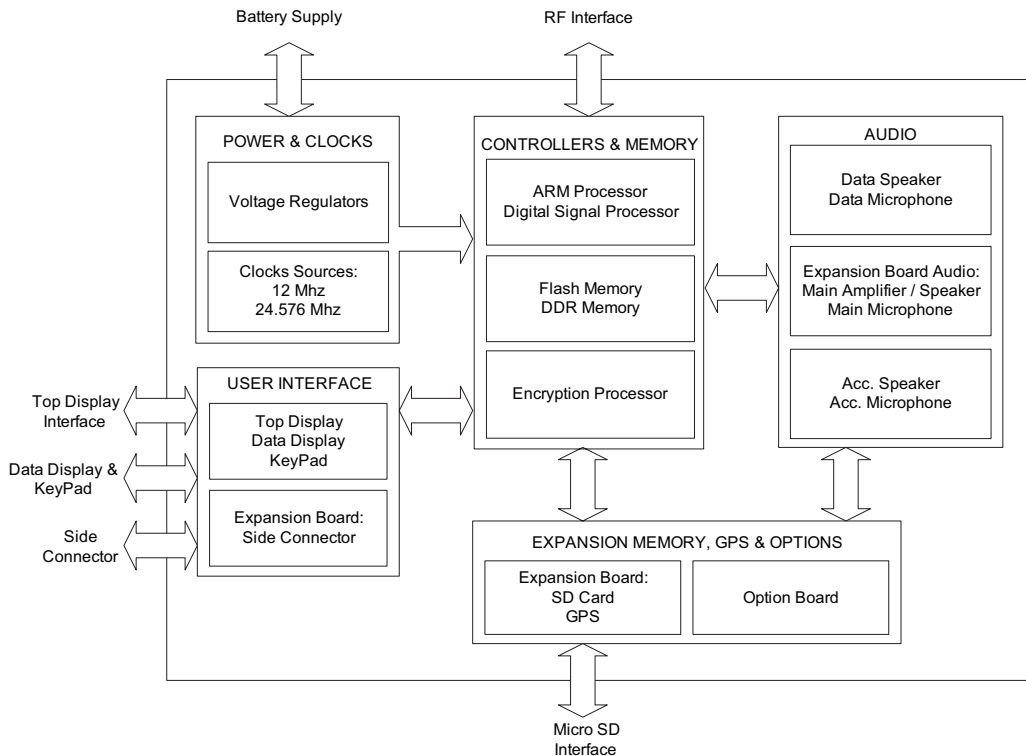 Battery Supply
RF Interface
POWER & CLOCKS
Voltage Regulators
Clocks Sources:
12 Mhz
24.576 Mhz
CONTROLLERS & MEMORY
ARM Processor
Digital Signal Processor
Flash Memory
DDR Memory
Encryption Processor
AUDIO
Data Speaker
Data Microphone
Expansion Board Audio:
Main Amplifier / Speaker
Main Microphone
Acc. Speaker
Acc. Microphone
Top Display
Interface
Data Display &
KeyPad
Side
Connector
USER INTERFACE
Top Display
Data Display
KeyPad
Expansion Board:
Side Connector
EXPANSION MEMORY, GPS & OPTIONS
Expansion Board:
SD Card
GPS
Option Board
Micro SD
Interface